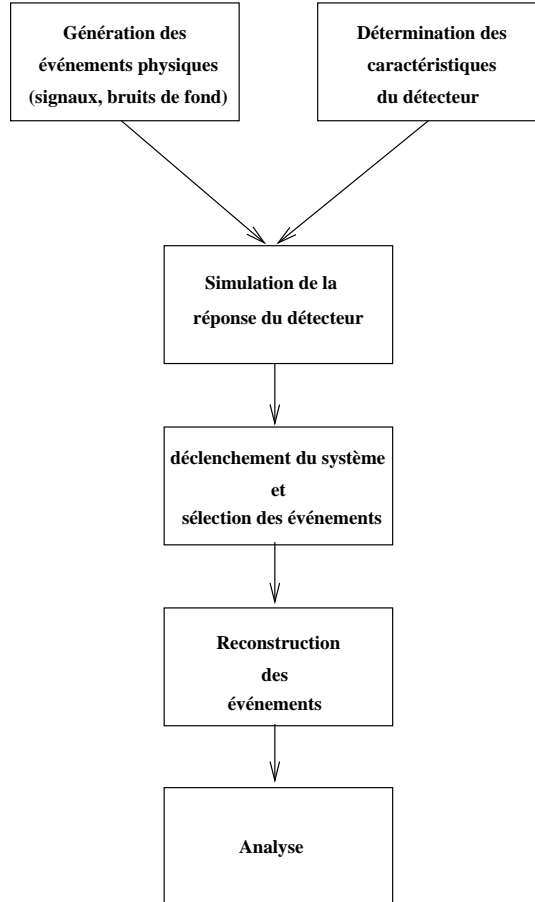 Génération des
événements physiques
(signaux, bruits de fond)
Détermination des
caractéristiques
du détecteur
Simulation de la
réponse du détecteur
déclenchement du système
et
sélection des événements
Reconstruction
des
événements
Analyse